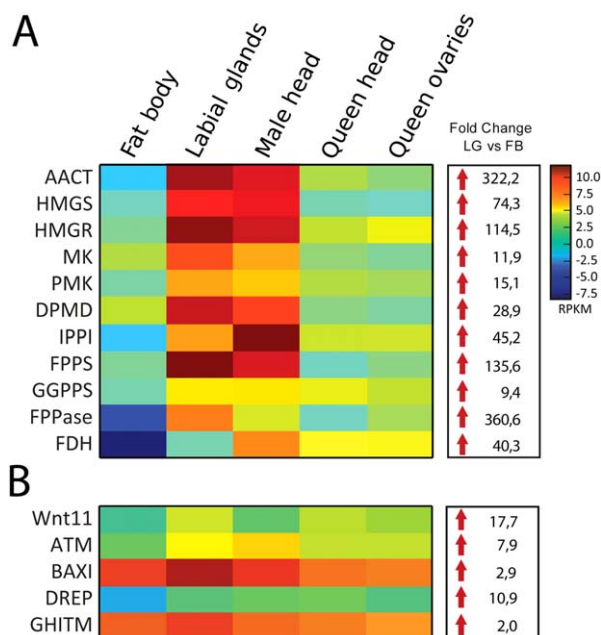 A
Fat body
Labial glands
Male head
Queen head
Queen ovaries
Fold Change
LG vs FB
AACT 322,2
HMGS 74,3
HMGR 114,5
MK 11,9
PMK 15,1
DPMD 28,9
IPPI 45,2
FPPS 135,6
GGPPS 9,4
FPPase 360,6
FDH 40,3
10.0
7.5
5.0
2.5
0.0
-2.5
-5.0
-7.5
RPKM
B
Wnt11 17,7
ATM 7,9
BAXI 2,9
DREP 10,9
GHITM 2,0